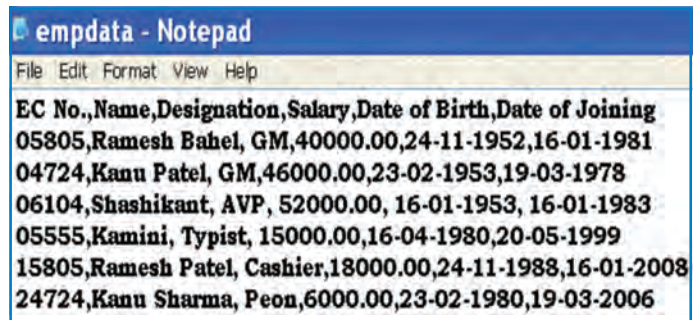 empdata - Notepad
File Edit Format View Help
EC No.,Name,Designation,Salary,Date of Birth,Date of Joining
05805,Ramesh Bahel, GM,40000.00,24-11-1952,16-01-1981
04724,Kanu Patel, GM,46000.00,23-02-1953,19-03-1978
06104,Shashikant, AVP, 52000.00, 16-01-1953, 16-01-1983
05555,Kamini, Typist, 15000.00,16-04-1980,20-05-1999
15805,Ramesh Patel, Cashier,18000.00,24-11-1988,16-01-2008
24724,Kanu Sharma, Peon,6000.00,23-02-1980,19-03-2006